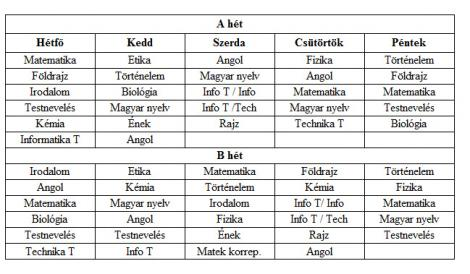 A hét
Hétfő Kedd Szerda Csütörtök Péntek
Matematika Etika Angol Fizika Történelem
Földrajz Történelem Magyar nyelv Angol Földrajz
Irodalom Biológia Info T / Info Matematika Matematika
Testnevelés Magyar nyelv Info T /Tech Magyar nyelv Testnevelés
Kémia Ének Rajz Technika T Biológia
Informatika T Angol
B hét
Irodalom Etika Matematika Földrajz Történelem
Angol Kémia Történelem Kémia Fizika
Matematika Magyar nyelv Irodalom Info T/ Info Matematika
Biológia Angol Fizika Info T / Tech Magyar nyelv
Testnevelés Testnevelés Ének Rajz Testnevelés
Technika T Info T Matek korrep. Angol